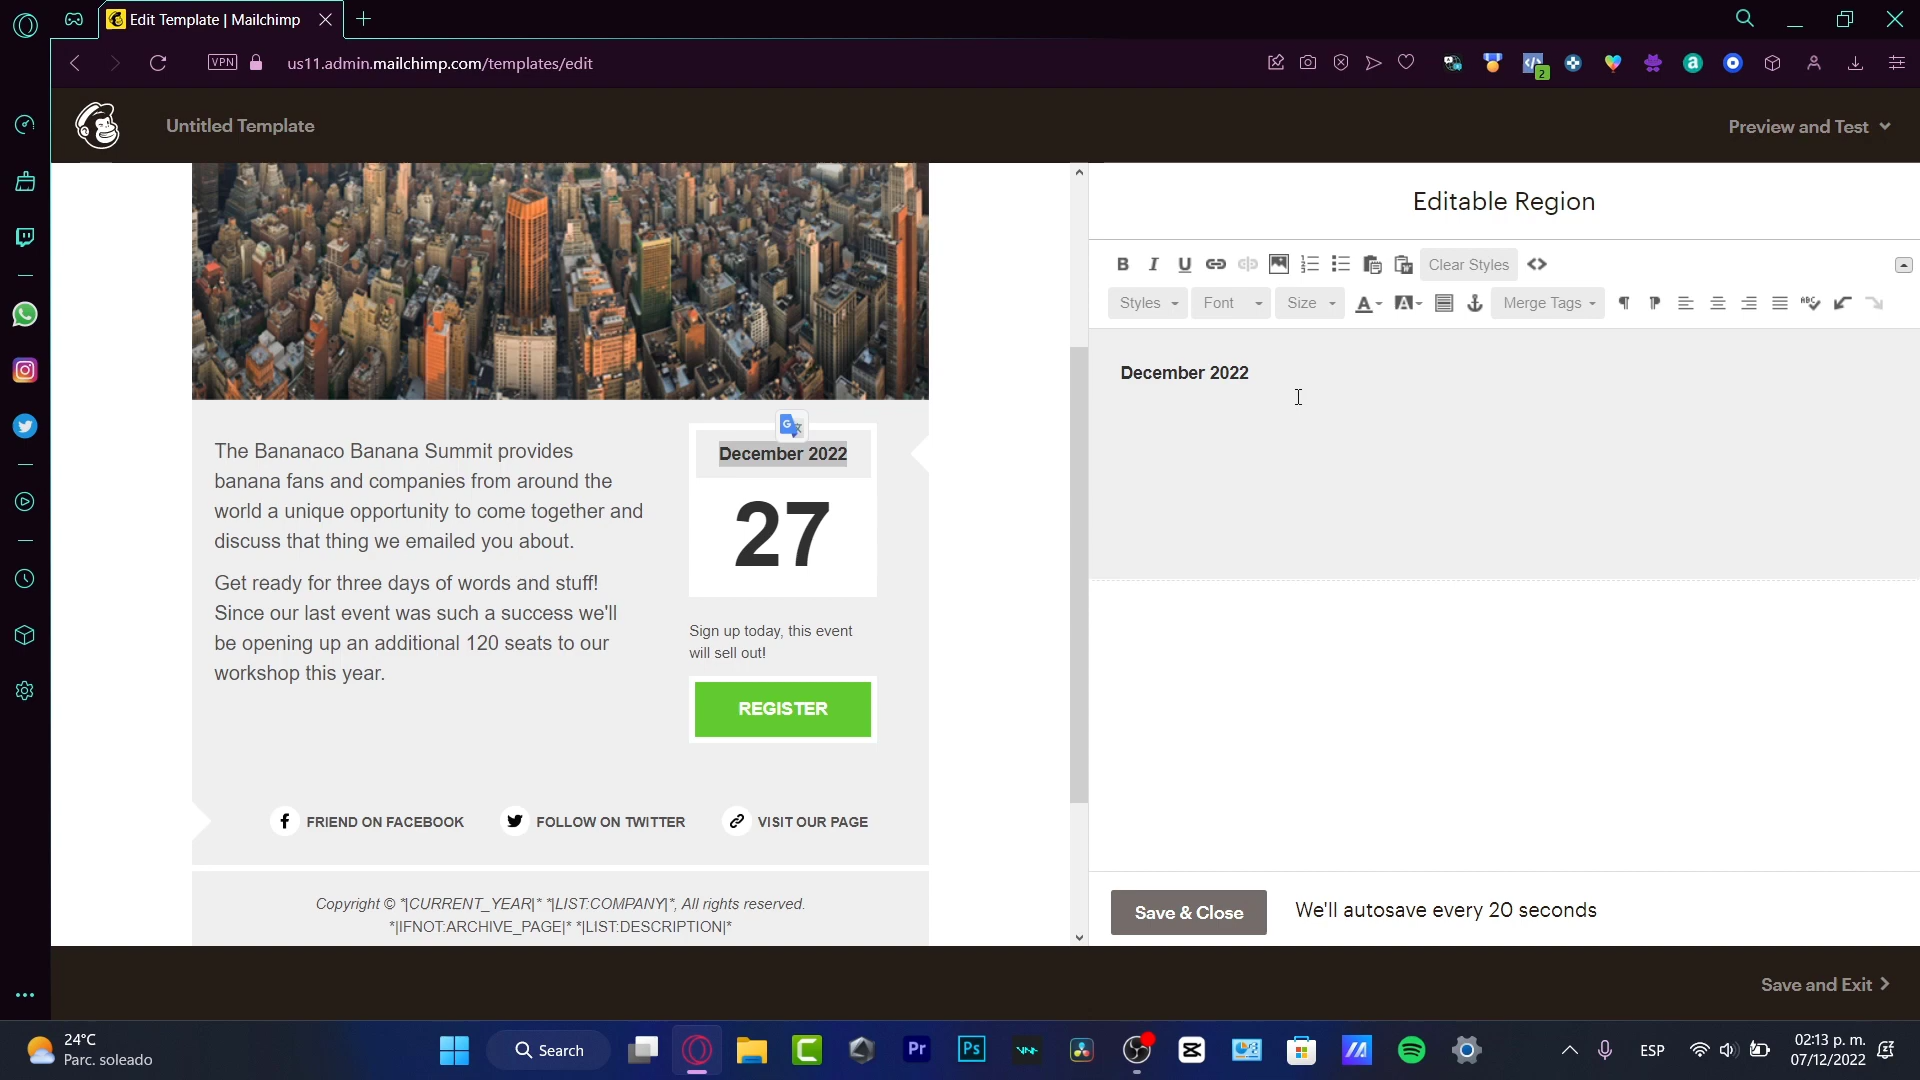 Edit Template | Mailchimp
VPN
us11.admin.mailchimp.com/templates/edit
2
Untitled Template
Preview and Test
Editable Region
B I U
Clear Styles
Styles
Font
Size
A
A
Merge Tags
ABC
December 2022
December 2022
27
The Bananaco Banana Summit provides
banana fans and companies from around the
world a unique opportunity to come together and
discuss that thing we emailed you about.
Get ready for three days of words and stuff!
Since our last event was such a success we'll
be opening up an additional 120 seats to our
workshop this year.
Sign up today, this event
will sell out!
REGISTER
FRIEND ON FACEBOOK
FOLLOW ON TWITTER
VISIT OUR PAGE
Copyright © *|CURRENT_YEAR|* *|LIST:COMPANY|*, All rights reserved.
*|IFNOT:ARCHIVE_PAGE|* *|LIST:DESCRIPTION|*
Save & Close
We'll autosave every 20 seconds
Save and Exit
24°C
Parc. soleado
Search
Pr
Ps
ESP
02:13 p. m.
07/12/2022